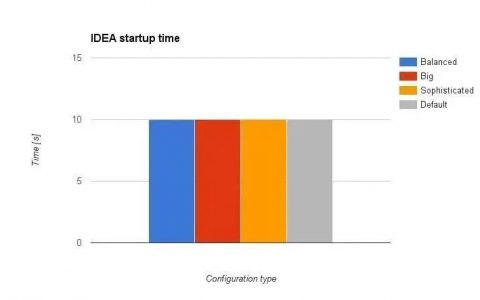 IDEA startup time
15
10
5
0
Time [s]
Configuration type
Balanced
Big
Sophisticated
Default